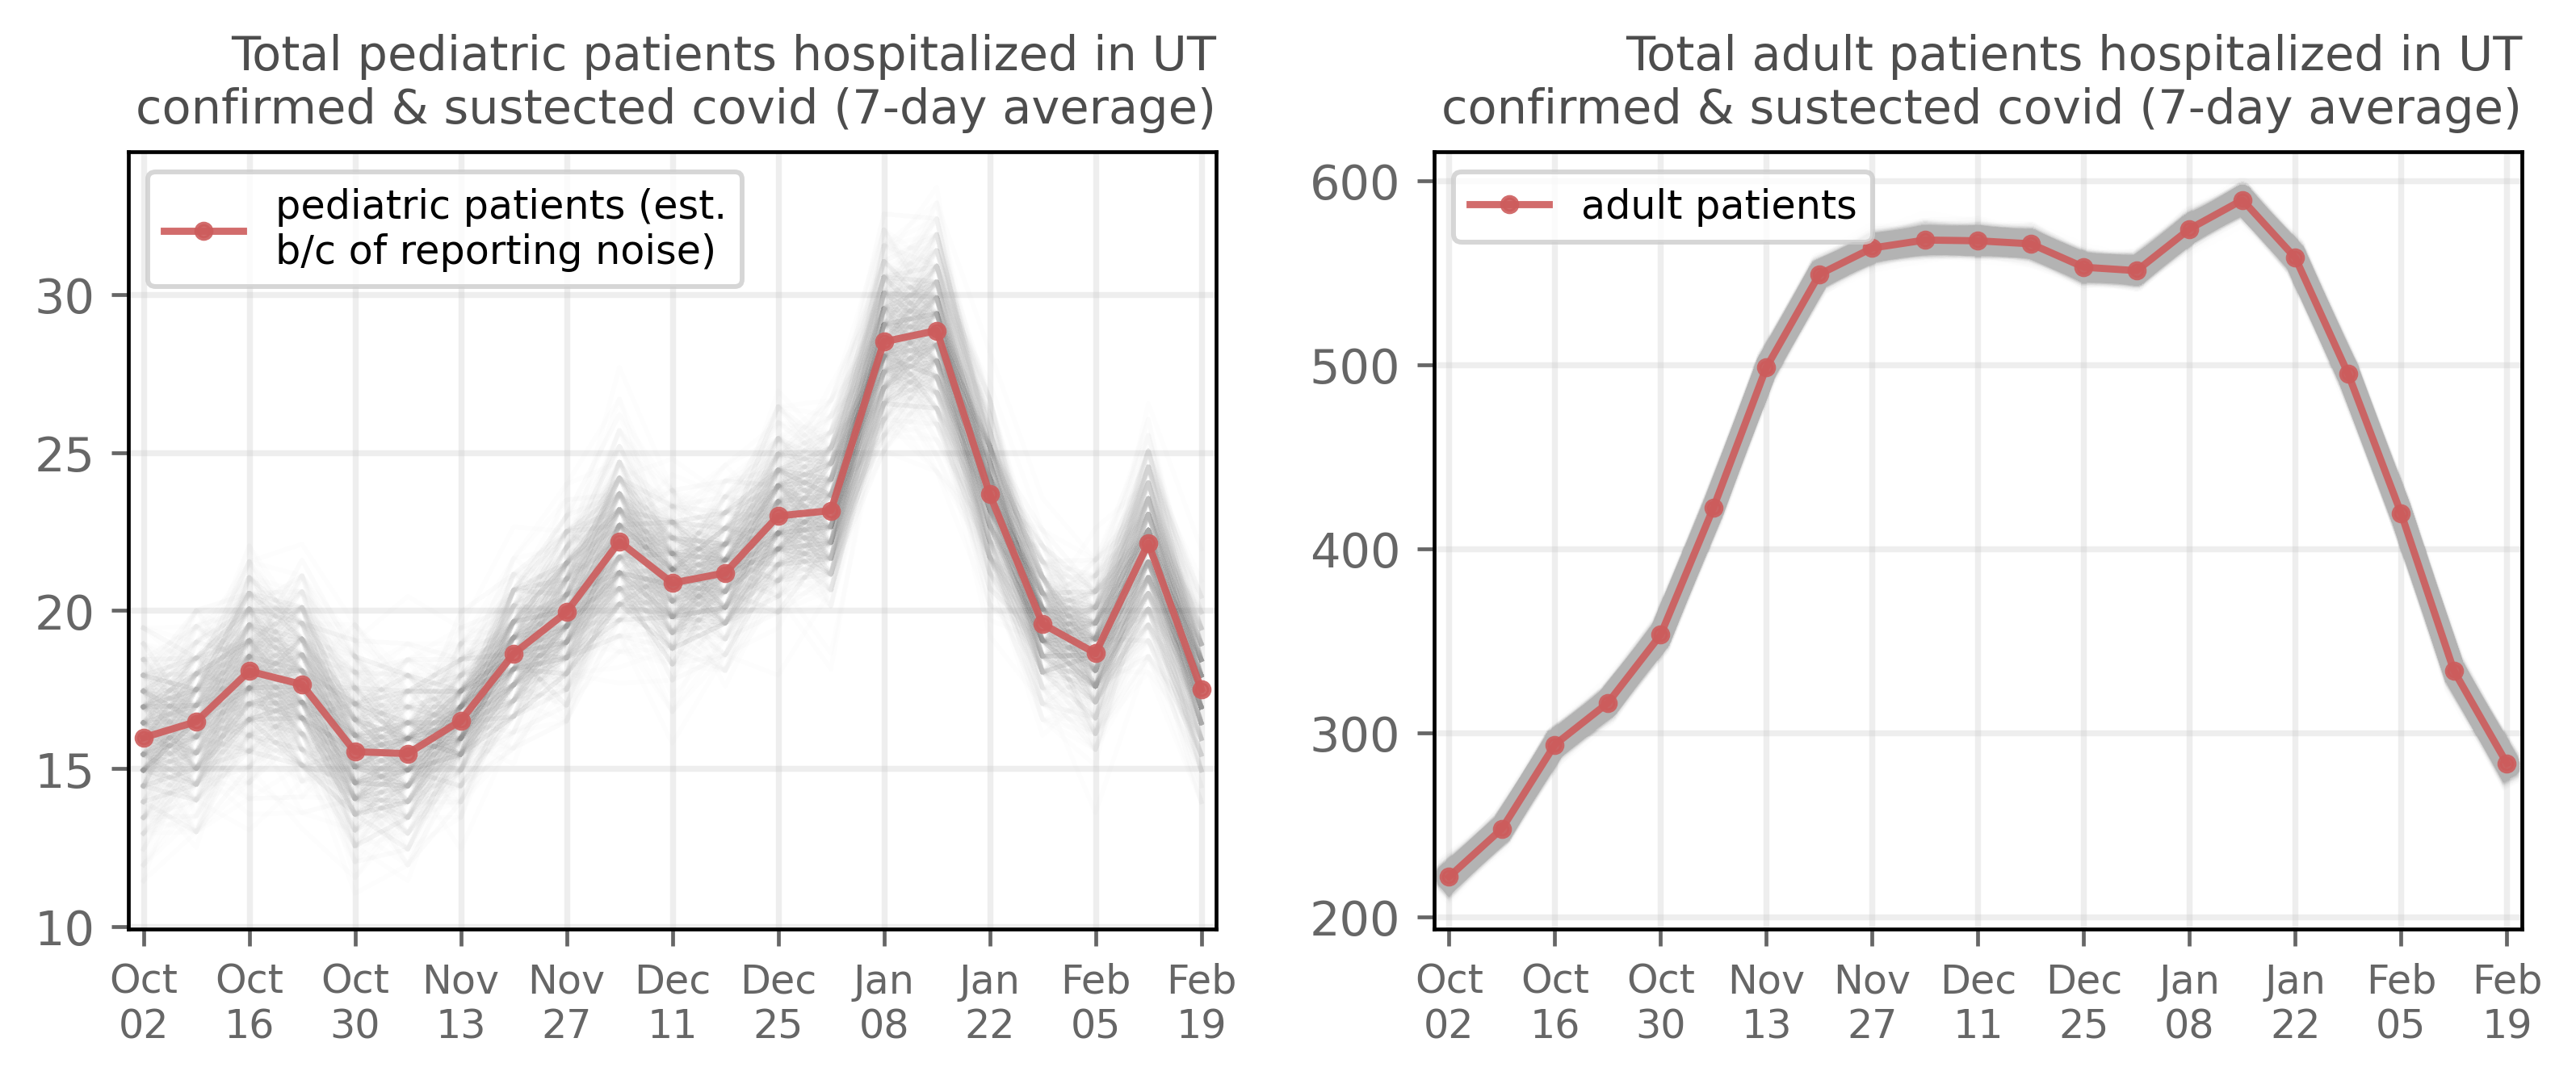 Total pediatric patients hospitalized in UT
confirmed & sustected covid (7-day average)
pediatric patients (est.
b/c of reporting noise)
30
25
20
15
10
Oct Oct Oct Nov Nov Dec Dec Jan Jan Feb Feb
02 16 30 13 27 11 25 08 22 05 19
Total adult patients hospitalized in UT
confirmed & sustected covid (7-day average)
adult patients
600
500
400
300
200
Oct Oct Oct Nov Nov Dec Dec Jan Jan Feb Feb
02 16 30 13 27 11 25 08 22 05 19